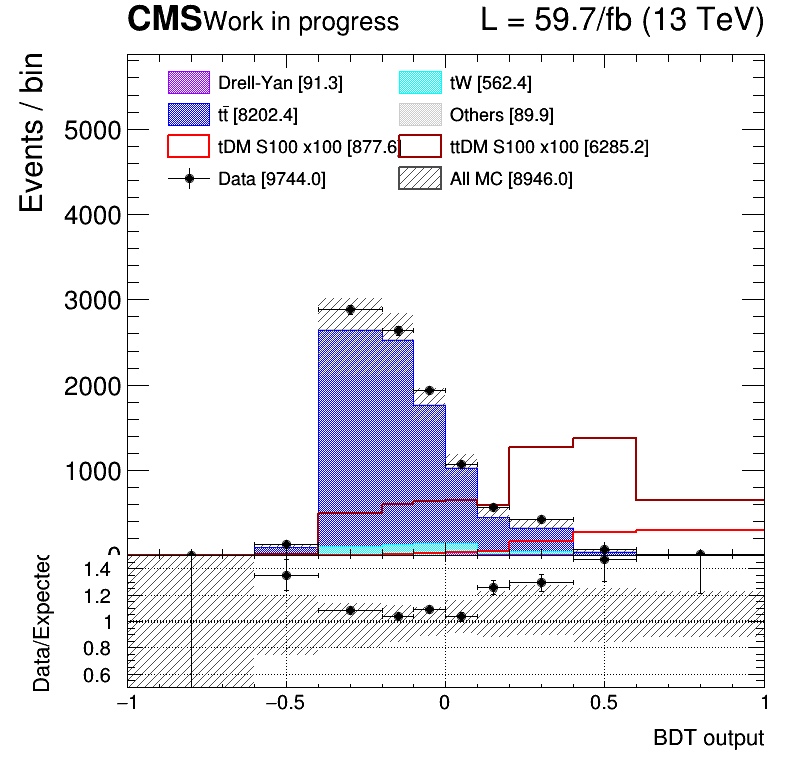 CMS Work in progress L = 59.7/fb (13 TeV)
Events / bin
Drell-Yan [91.3] tW [562.4]
tt̄ [8202.4] Others [89.9]
tDM S100 x100 [877.6] ttDM S100 x100 [6285.2]
Data [9744.0] All MC [8946.0]
5000
4000
3000
2000
1000
0
Data/Expected
1.4
1.2
1
0.8
0.6
−1 −0.5 0 0.5 1
BDT output